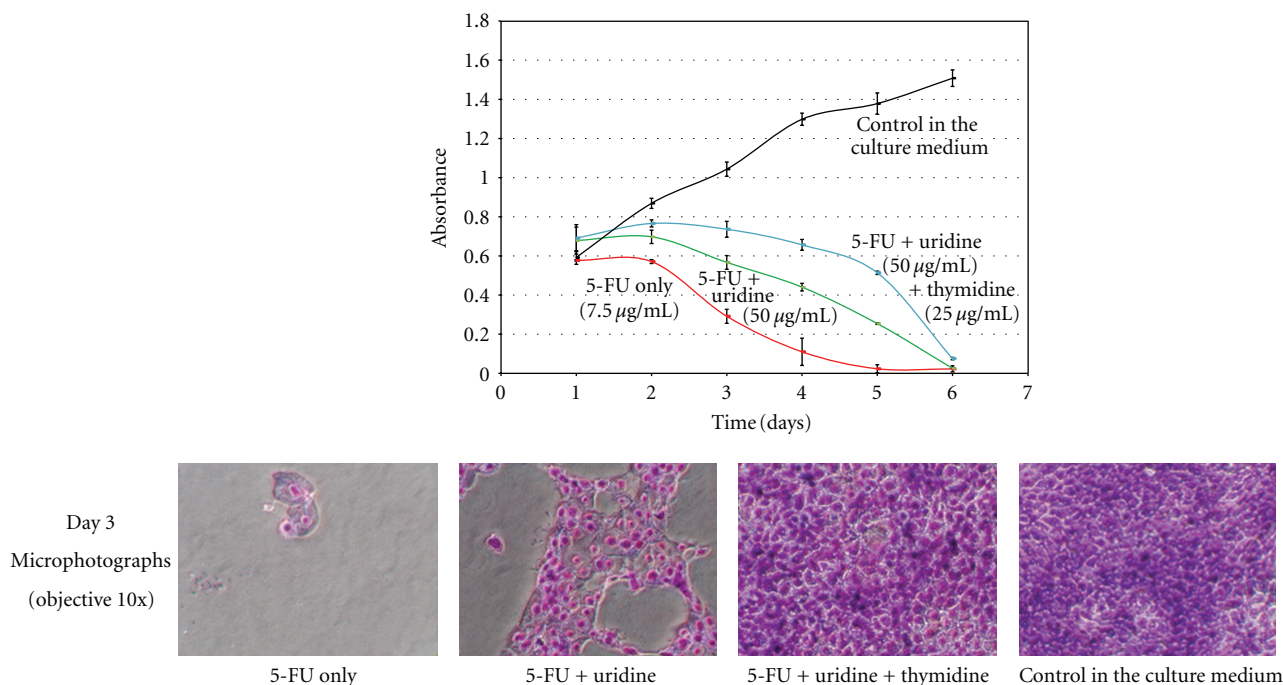 1.8
1.6
1.4
1.2
1
0.8
0.6
0.4
0.2
0
Absorbance
0 1 2 3 4 5 6 7
Time (days)
Control in the
culture medium
5-FU only
(7.5 µg/mL)
5-FU +
uridine
(50 µg/mL)
5-FU + uridine
(50 µg/mL)
+ thymidine
(25 µg/mL)
Day 3
Microphotographs
(objective 10x)
5-FU only
5-FU + uridine
5-FU + uridine + thymidine
Control in the culture medium